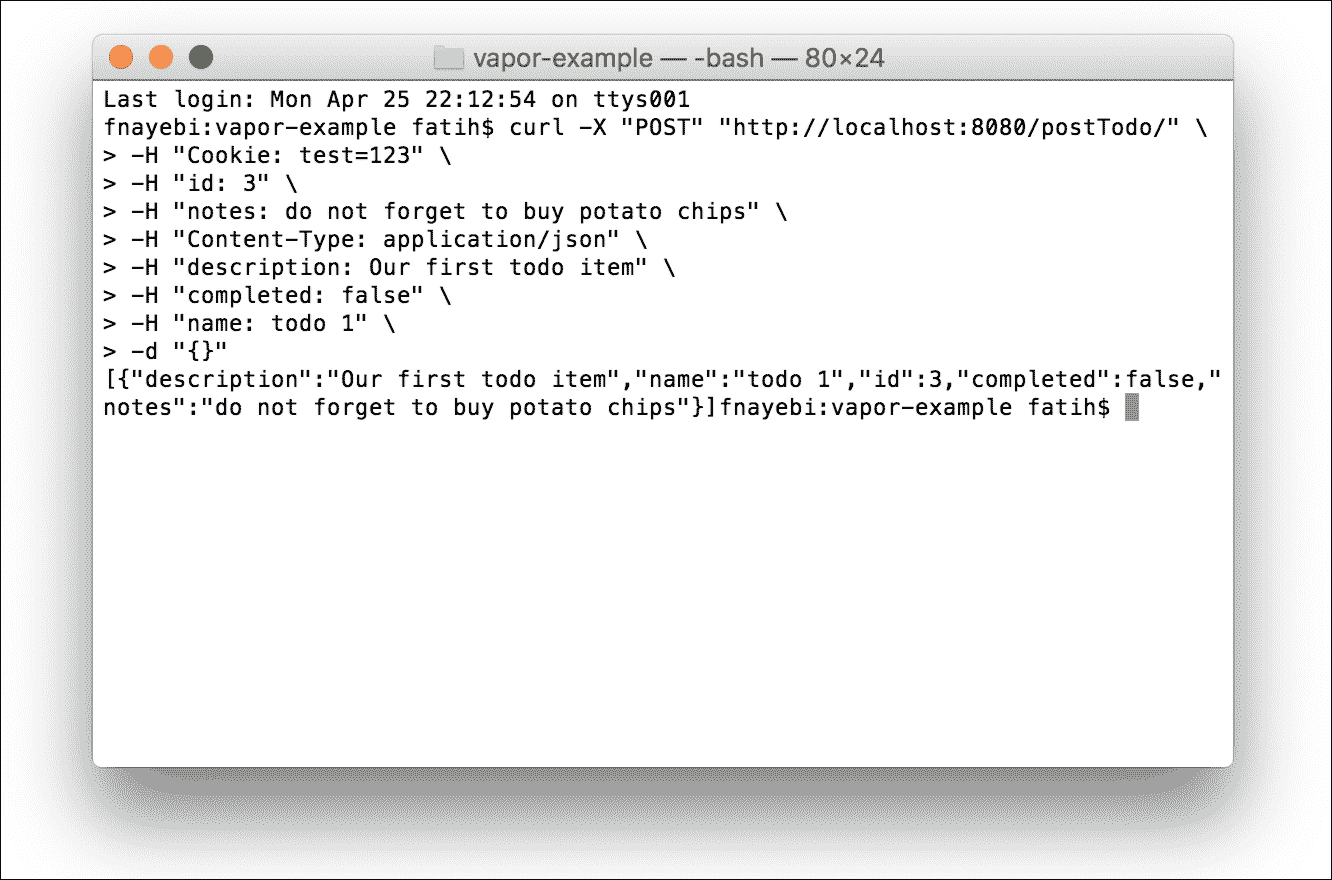 vapor-example — -bash — 80×24
Last login: Mon Apr 25 22:12:54 on ttys001
fnayebi:vapor-example fatih$ curl -X "POST" "http://localhost:8080/postTodo/" \
> -H "Cookie: test=123" \
> -H "id: 3" \
> -H "notes: do not forget to buy potato chips" \
> -H "Content-Type: application/json" \
> -H "description: Our first todo item" \
> -H "completed: false" \
> -H "name: todo 1" \
> -d "{}"
[{"description":"Our first todo item","name":"todo 1","id":3,"completed":false,"
notes":"do not forget to buy potato chips"}]fnayebi:vapor-example fatih$